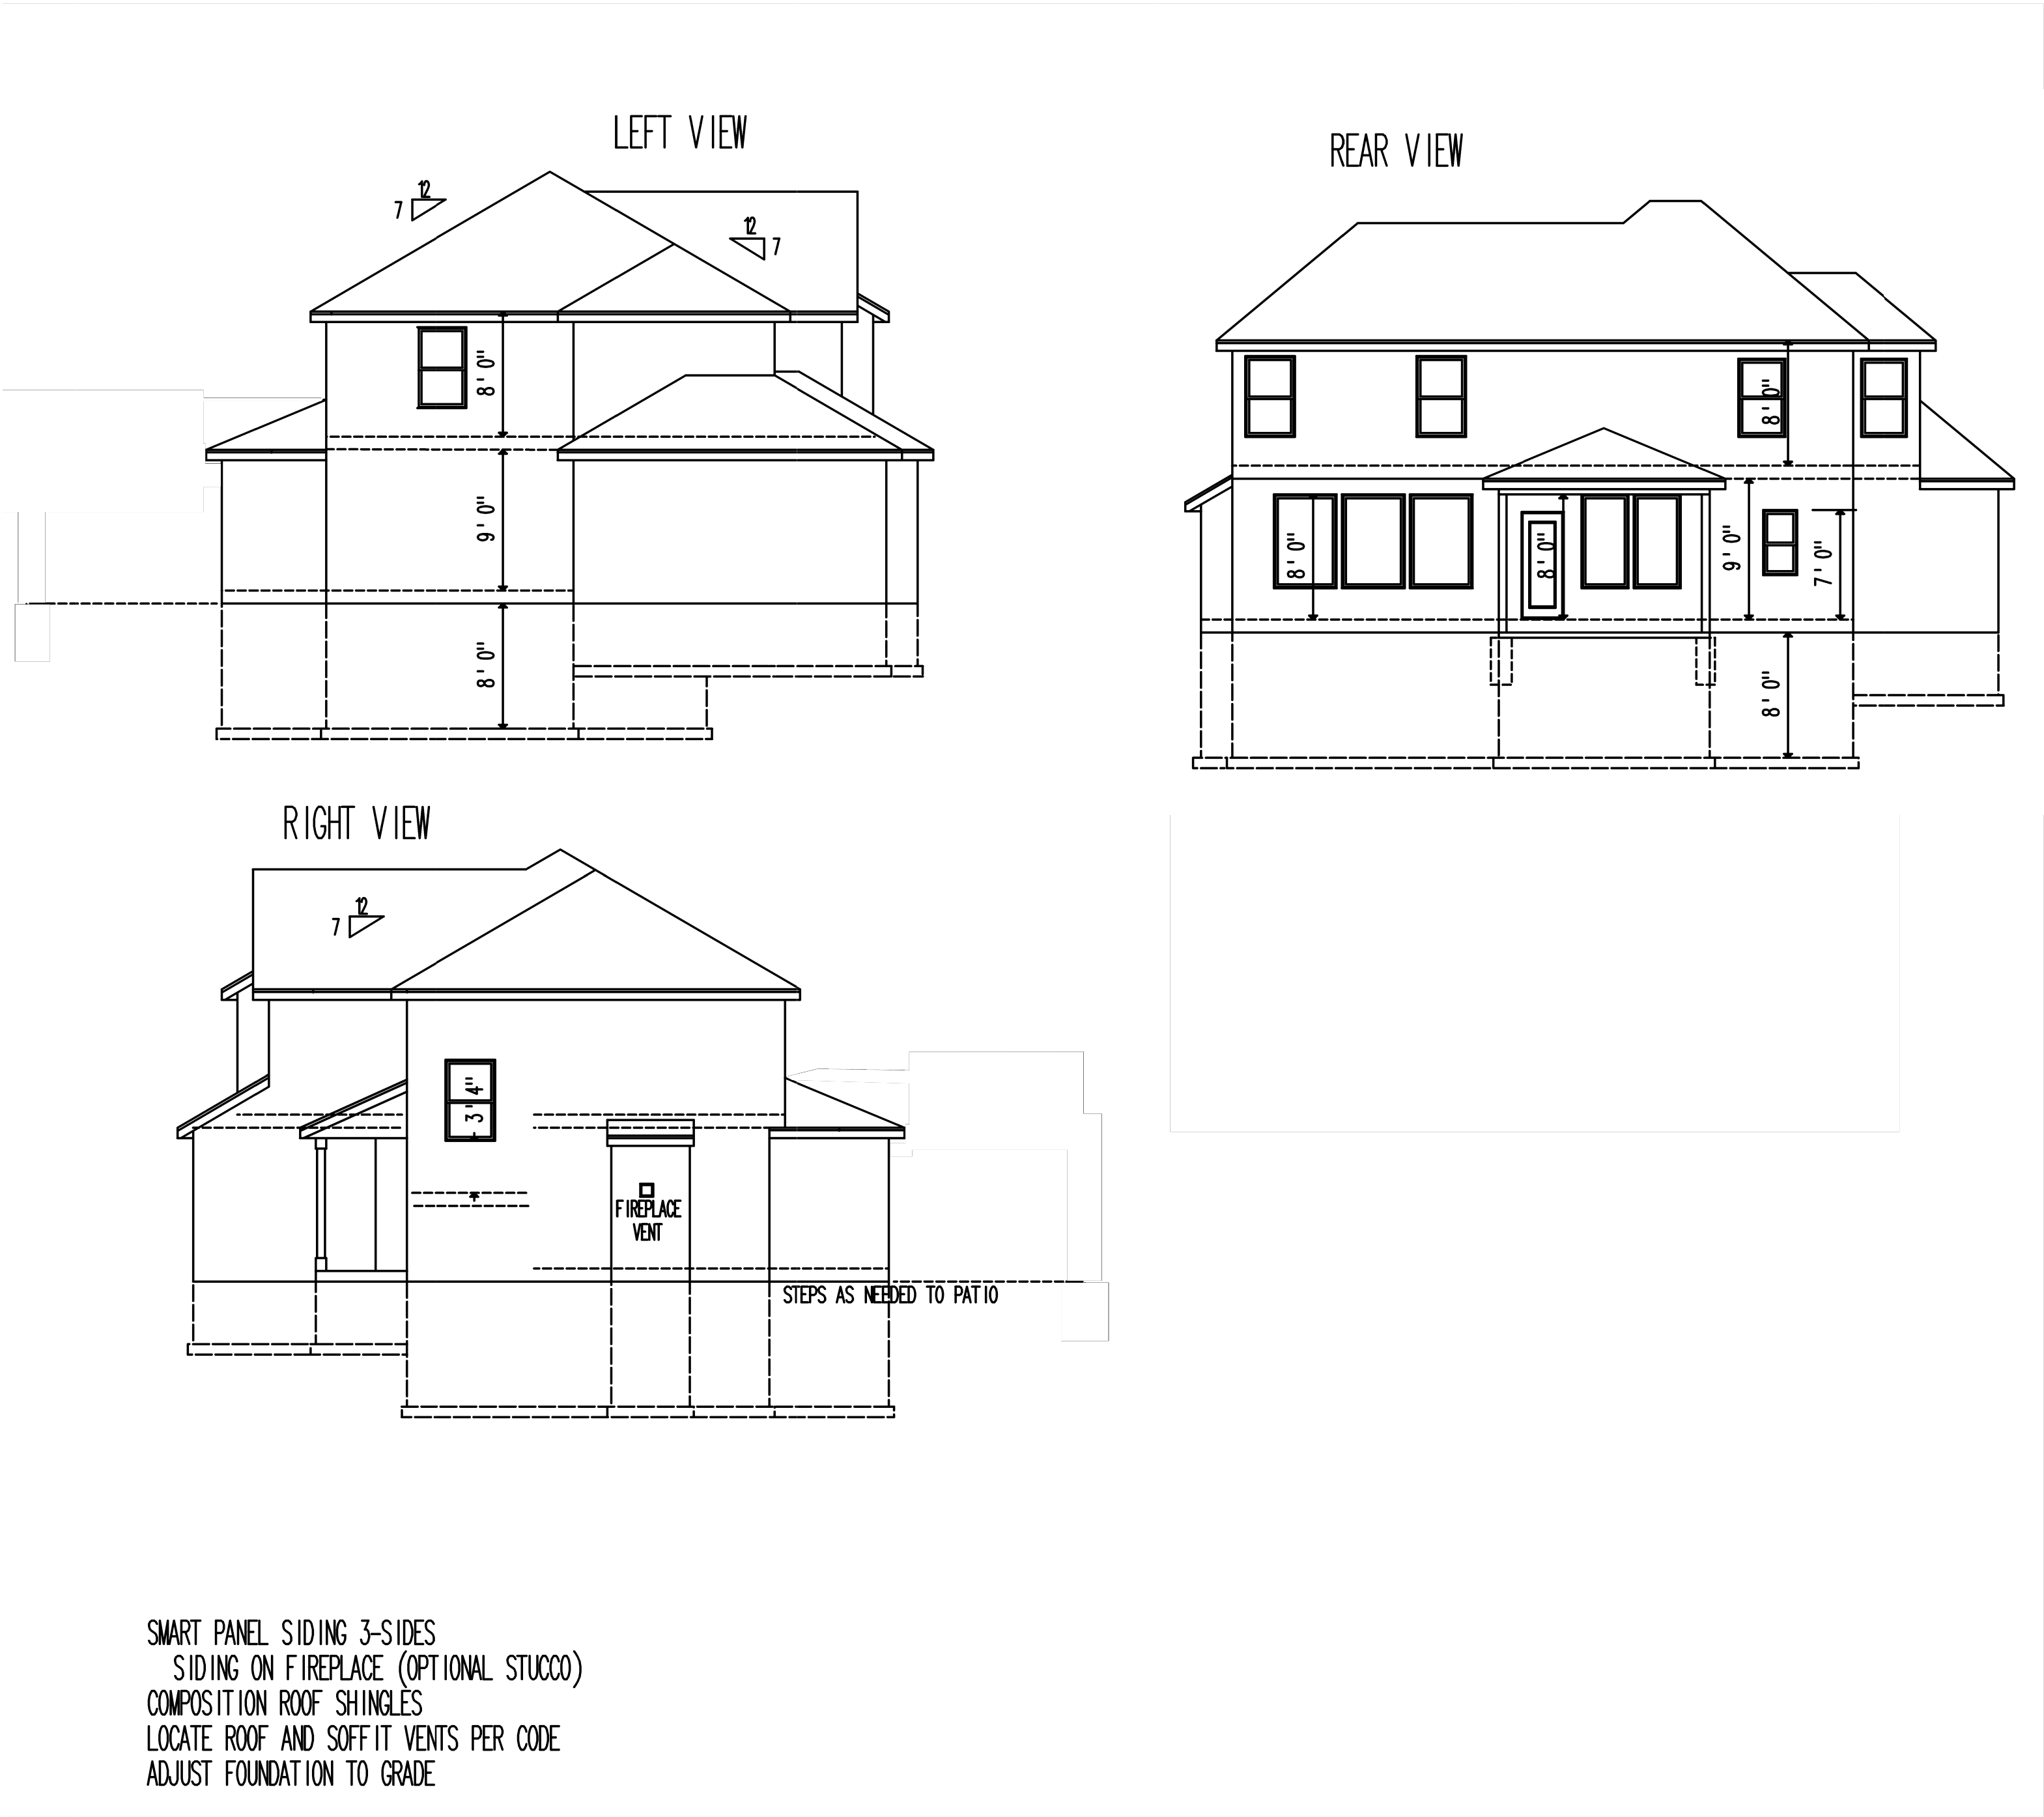 LEFT VIEW
REAR VIEW
12
7
12
7
8'0"
9'0"
8'0"
8'0"
8'0"
8'0"
9'0"
7'0"
8'0"
RIGHT VIEW
12
7
3'4"
FIREPLACE
VENT
STEPS AS NEEDED TO PATIO
SMART PANEL SIDING 3-SIDES
SIDING ON FIREPLACE (OPTIONAL STUCCO)
COMPOSITION ROOF SHINGLES
LOCATE ROOF AND SOFFIT VENTS PER CODE
ADJUST FOUNDATION TO GRADE